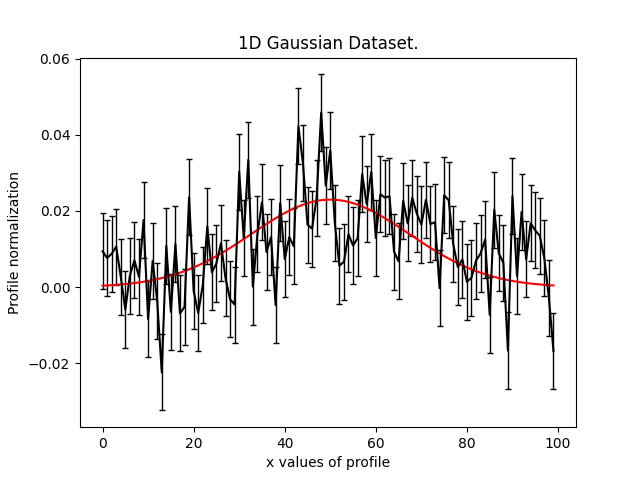 1D Gaussian Dataset.
Profile normalization
0.06
0.04
0.02
0.00
−0.02
0 20 40 60 80 100
x values of profile